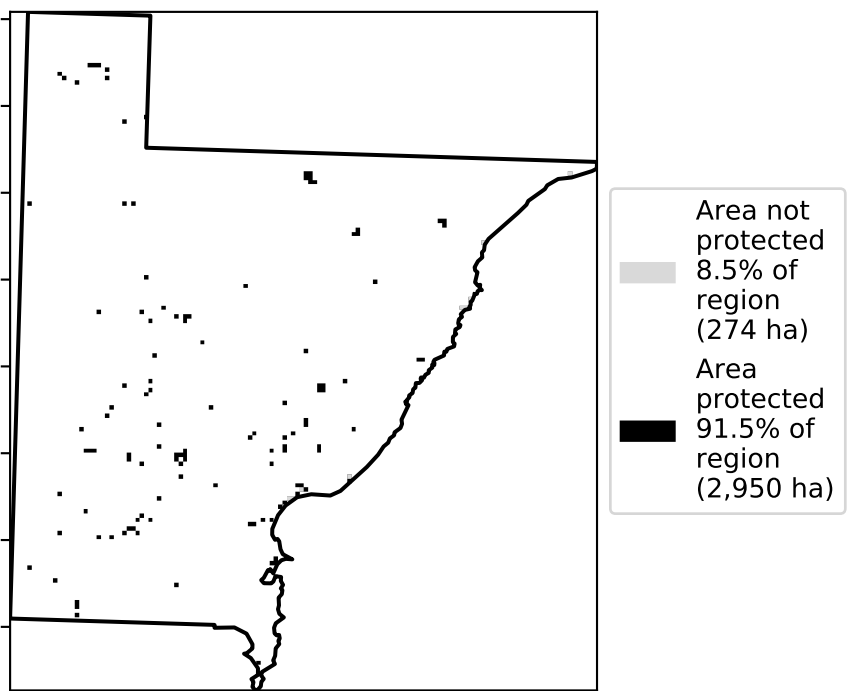 Area not
protected
8.5% of
region
(274 ha)
Area
protected
91.5% of
region
(2,950 ha)